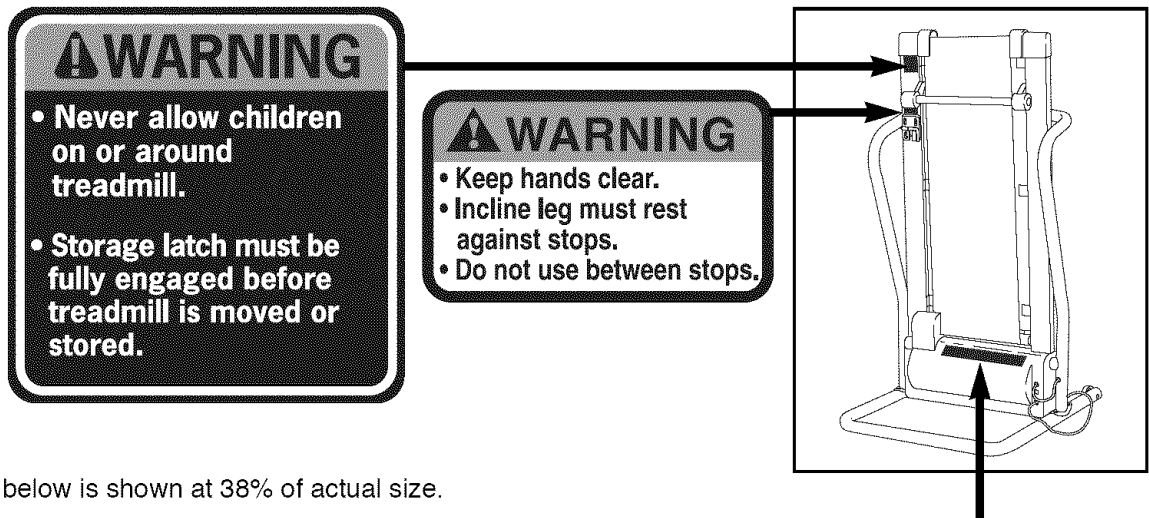 WARNING
• Never allow children
on or around
treadmill.
• Storage latch must be
fully engaged before
treadmill is moved or
stored.
WARNING
• Keep hands clear.
• Incline leg must rest
against stops.
• Do not use between stops.
below is shown at 38% of actual size.